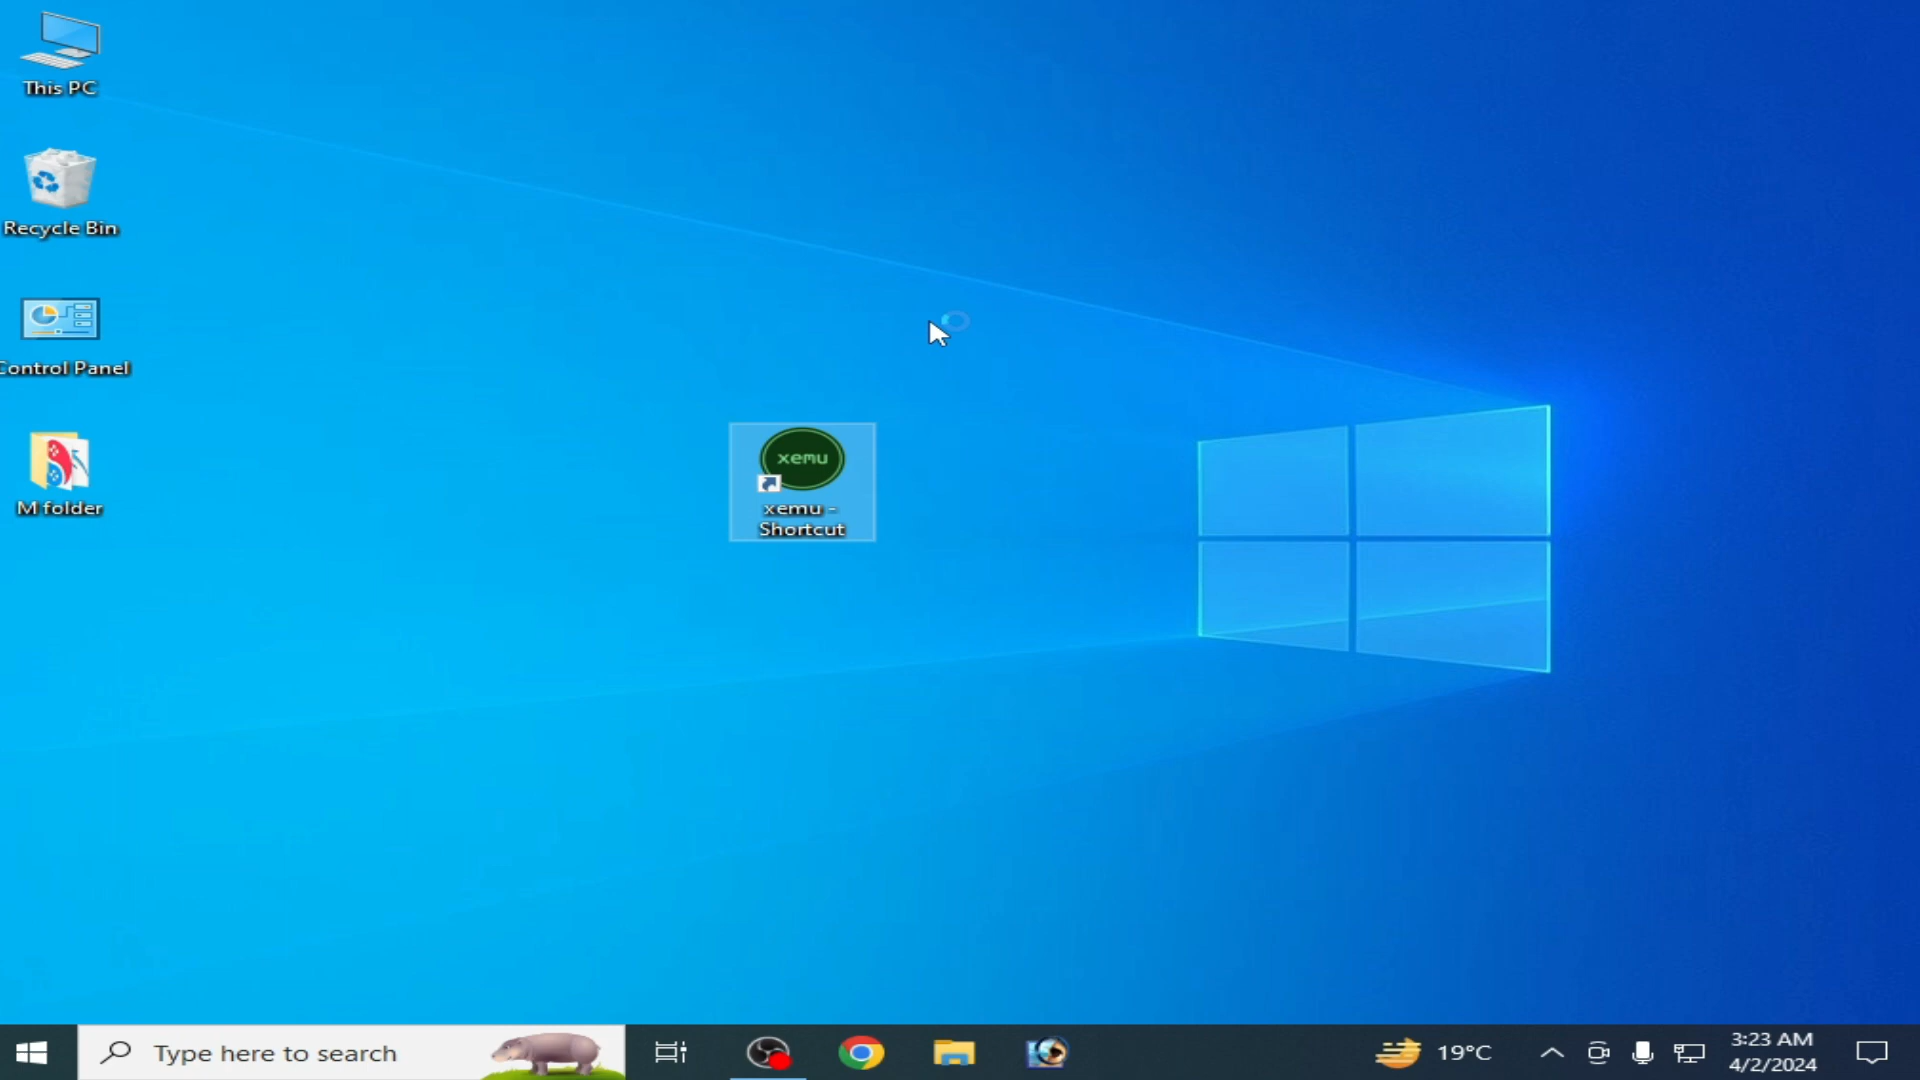 This PC
Recycle Bin
Control Panel
M folder
xemu
xemu -
Shortcut
Type here to search
19°C
3:23 AM
4/2/2024